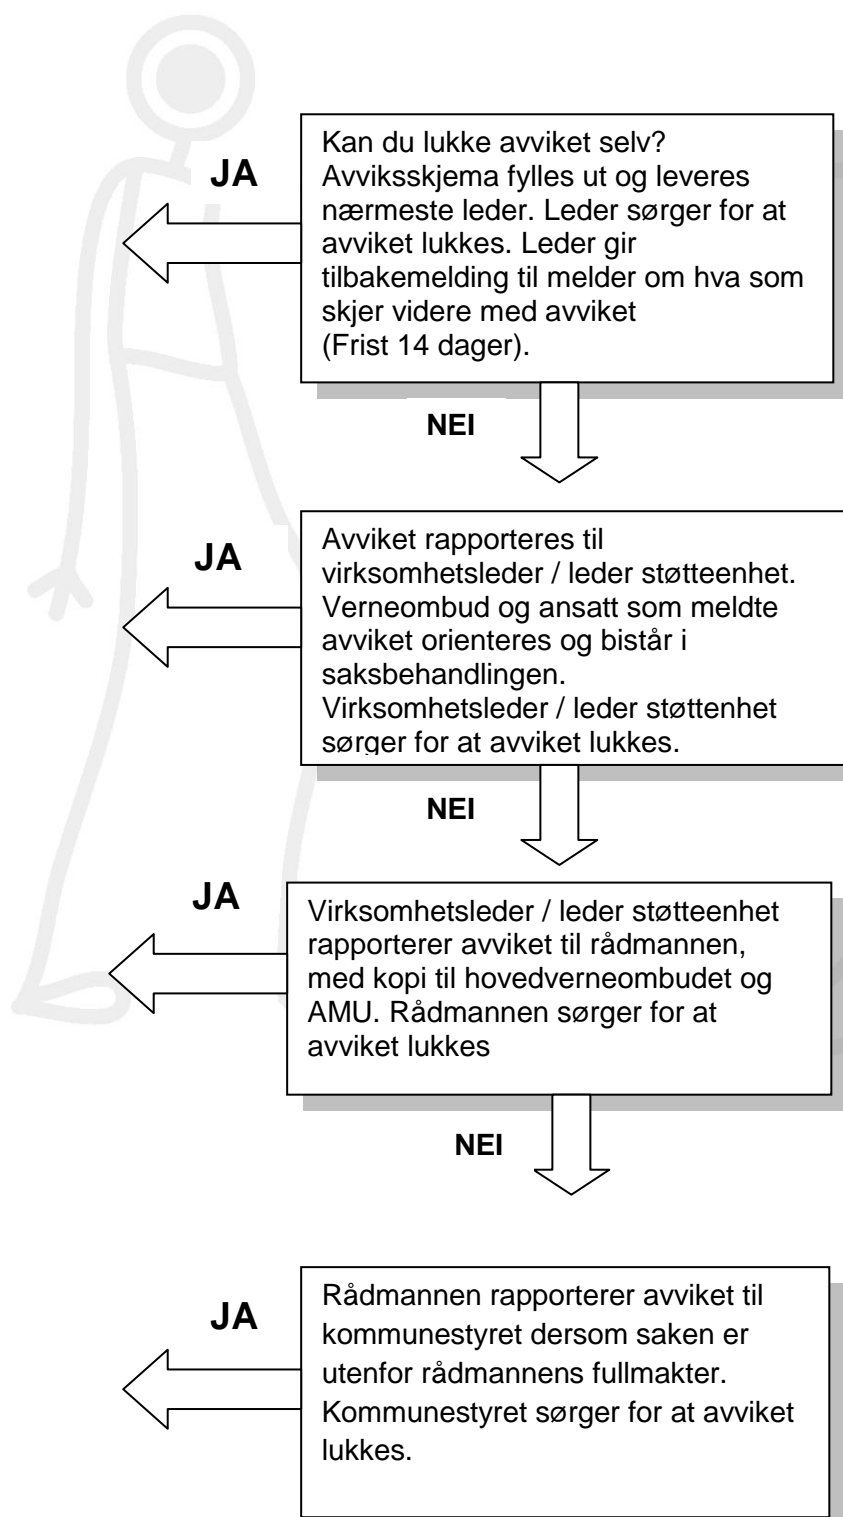 Kan du lukke avviket selv?
JA
Avviksskjema fylles ut og leveres
nærmeste leder. Leder sørger for at
avviket lukkes. Leder gir
tilbakemelding til melder om hva som
skjer videre med avviket
(Frist 14 dager).
NEI
JA
Avviket rapporteres til
virksomhetsleder / leder støtteenhet.
Verneombud og ansatt som meldte
avviket orienteres og bistår i
saksbehandlingen.
Virksomhetsleder / leder støttenhet
sørger for at avviket lukkes.
NEI
JA
Virksomhetsleder / leder støtteenhet
rapporterer avviket til rådmannen,
med kopi til hovedverneombudet og
AMU. Rådmannen sørger for at
avviket lukkes
NEI
JA
Rådmannen rapporterer avviket til
kommunestyret dersom saken er
utenfor rådmannens fullmakter.
Kommunestyret sørger for at avviket
lukkes.